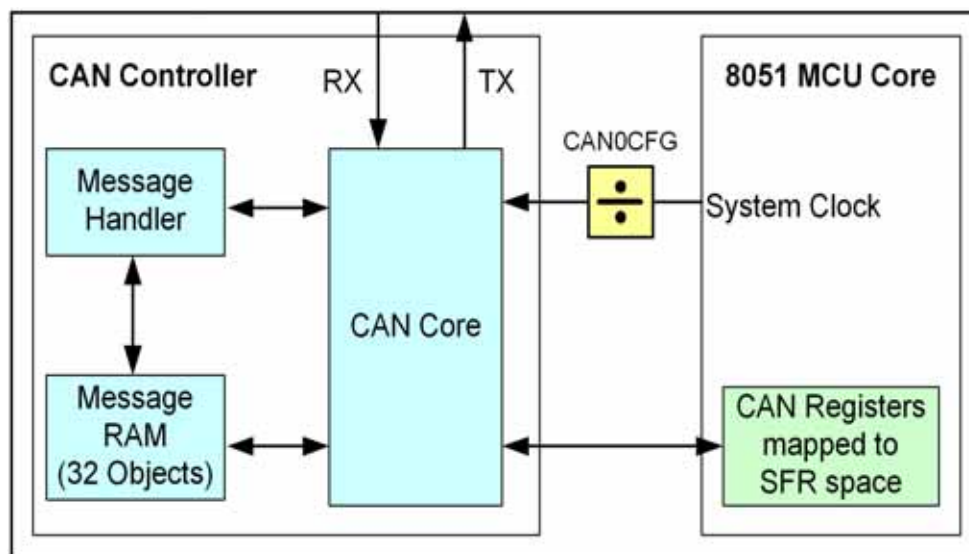 CAN Controller
RX
TX
8051 MCU Core
CAN0CFG
Message
Handler
System Clock
CAN Core
Message
RAM
(32 Objects)
CAN Registers
mapped to
SFR space